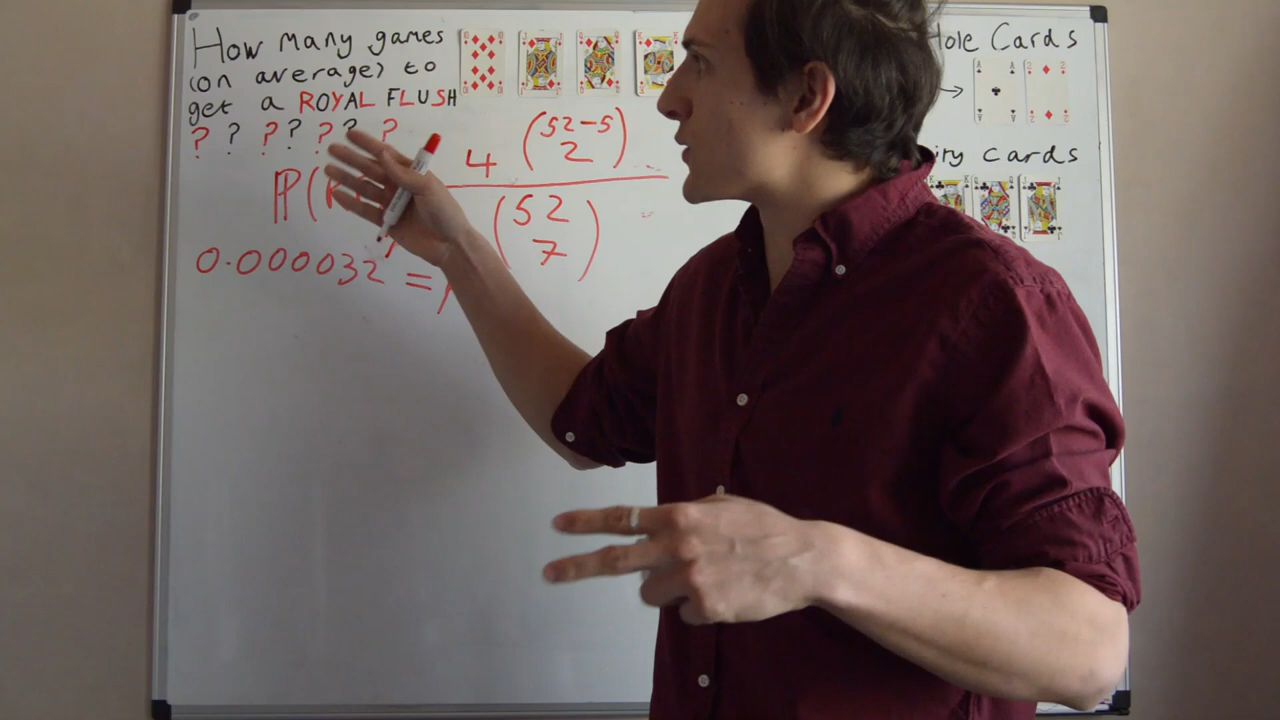 How many games
(on average) to
get a ROYAL FLUSH
? ? ? ? ? ? ?
Hole Cards
cards
4 (52-5)
2
P(
(52)
7
0.000032 = p